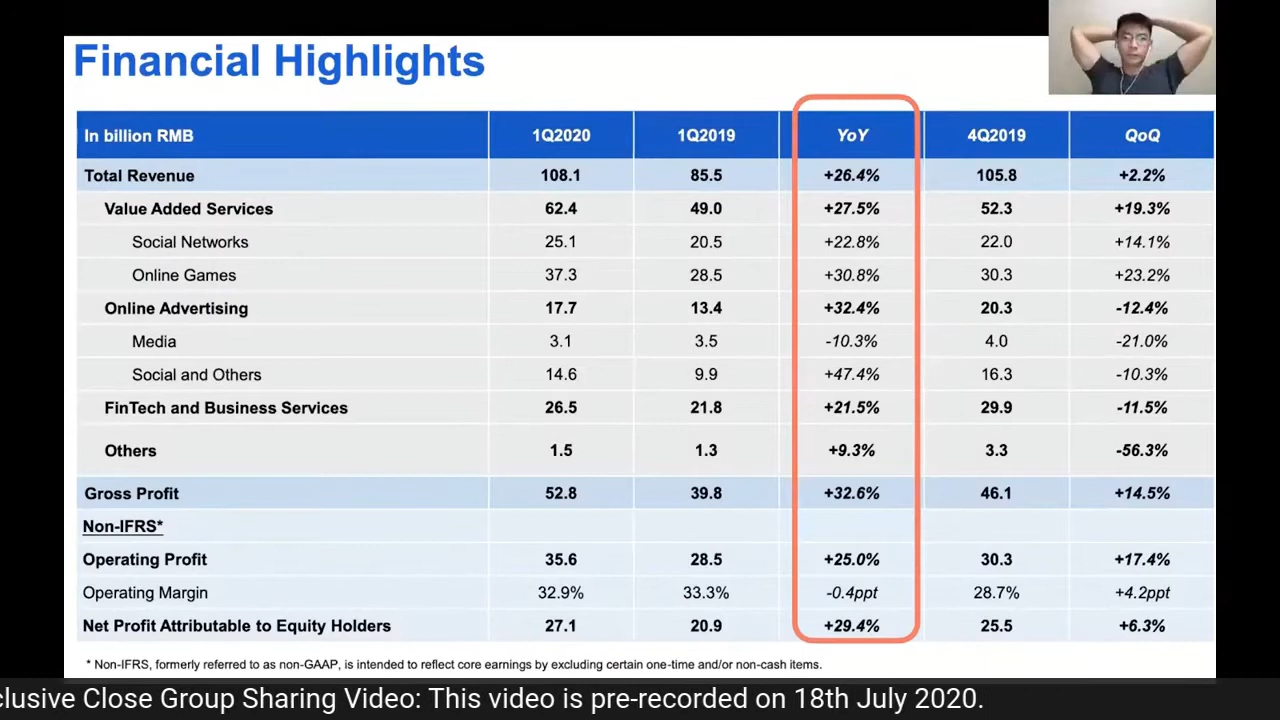 Financial Highlights
In billion RMB 1Q2020 1Q2019 YoY 4Q2019 QoQ
Total Revenue 108.1 85.5 +26.4% 105.8 +2.2%
Value Added Services 62.4 49.0 +27.5% 52.3 +19.3%
Social Networks 25.1 20.5 +22.8% 22.0 +14.1%
Online Games 37.3 28.5 +30.8% 30.3 +23.2%
Online Advertising 17.7 13.4 +32.4% 20.3 -12.4%
Media 3.1 3.5 -10.3% 4.0 -21.0%
Social and Others 14.6 9.9 +47.4% 16.3 -10.3%
FinTech and Business Services 26.5 21.8 +21.5% 29.9 -11.5%
Others 1.5 1.3 +9.3% 3.3 -56.3%
Gross Profit 52.8 39.8 +32.6% 46.1 +14.5%
Non-IFRS*
Operating Profit 35.6 28.5 +25.0% 30.3 +17.4%
Operating Margin 32.9% 33.3% -0.4ppt 28.7% +4.2ppt
Net Profit Attributable to Equity Holders 27.1 20.9 +29.4% 25.5 +6.3%
* Non-IFRS, formerly referred to as non-GAAP, is intended to reflect core earnings by excluding certain one-time and/or non-cash items.
clusive Close Group Sharing Video: This video is pre-recorded on 18th July 2020.